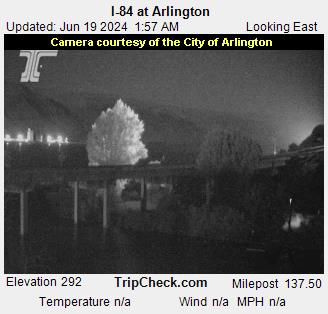 I-84 at Arlington
Updated: Jun 19 2024 1:57 AM Looking East
Camera courtesy of the City of Arlington
Elevation 292 TripCheck.com Milepost 137.50
Temperature n/a Wind n/a MPH n/a